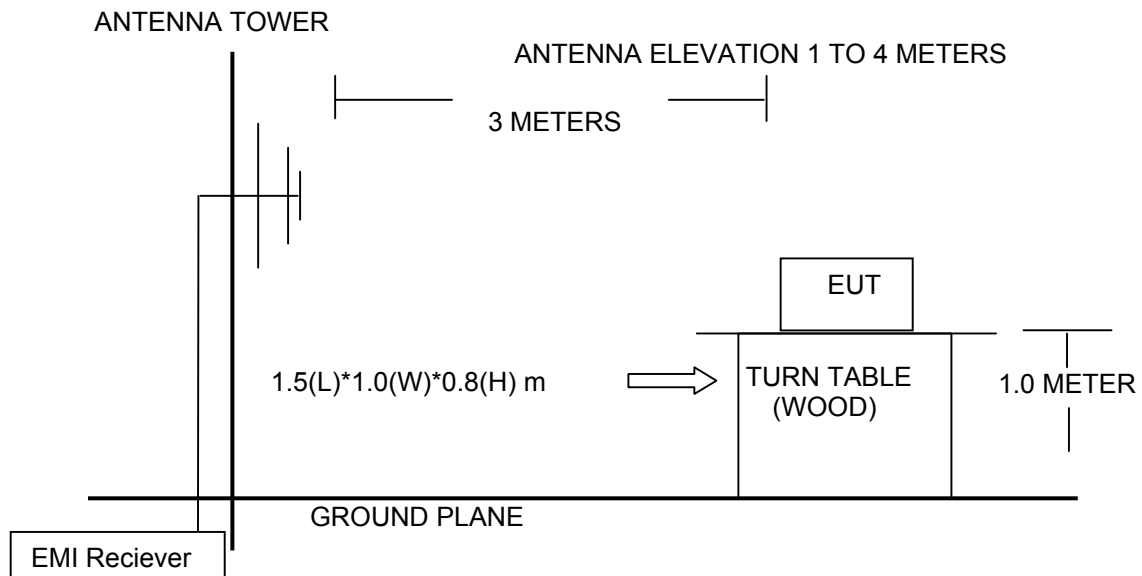 ANTENNA TOWER
ANTENNA ELEVATION 1 TO 4 METERS
3 METERS
EUT
1.5(L)*1.0(W)*0.8(H) m
TURN TABLE
(WOOD)
1.0 METER
GROUND PLANE
EMI Reciever